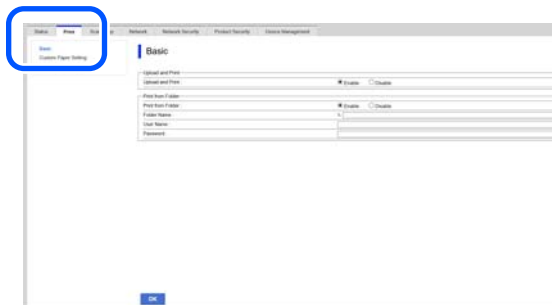 Status Print Network Network Security Product Security Device Management
Basic
Custom Paper Setting
Basic
Upload and Print
Upload and Print Enable Disable
Print from Folder
Print from Folder Enable Disable
Folder Name \\
User Name
Password
OK